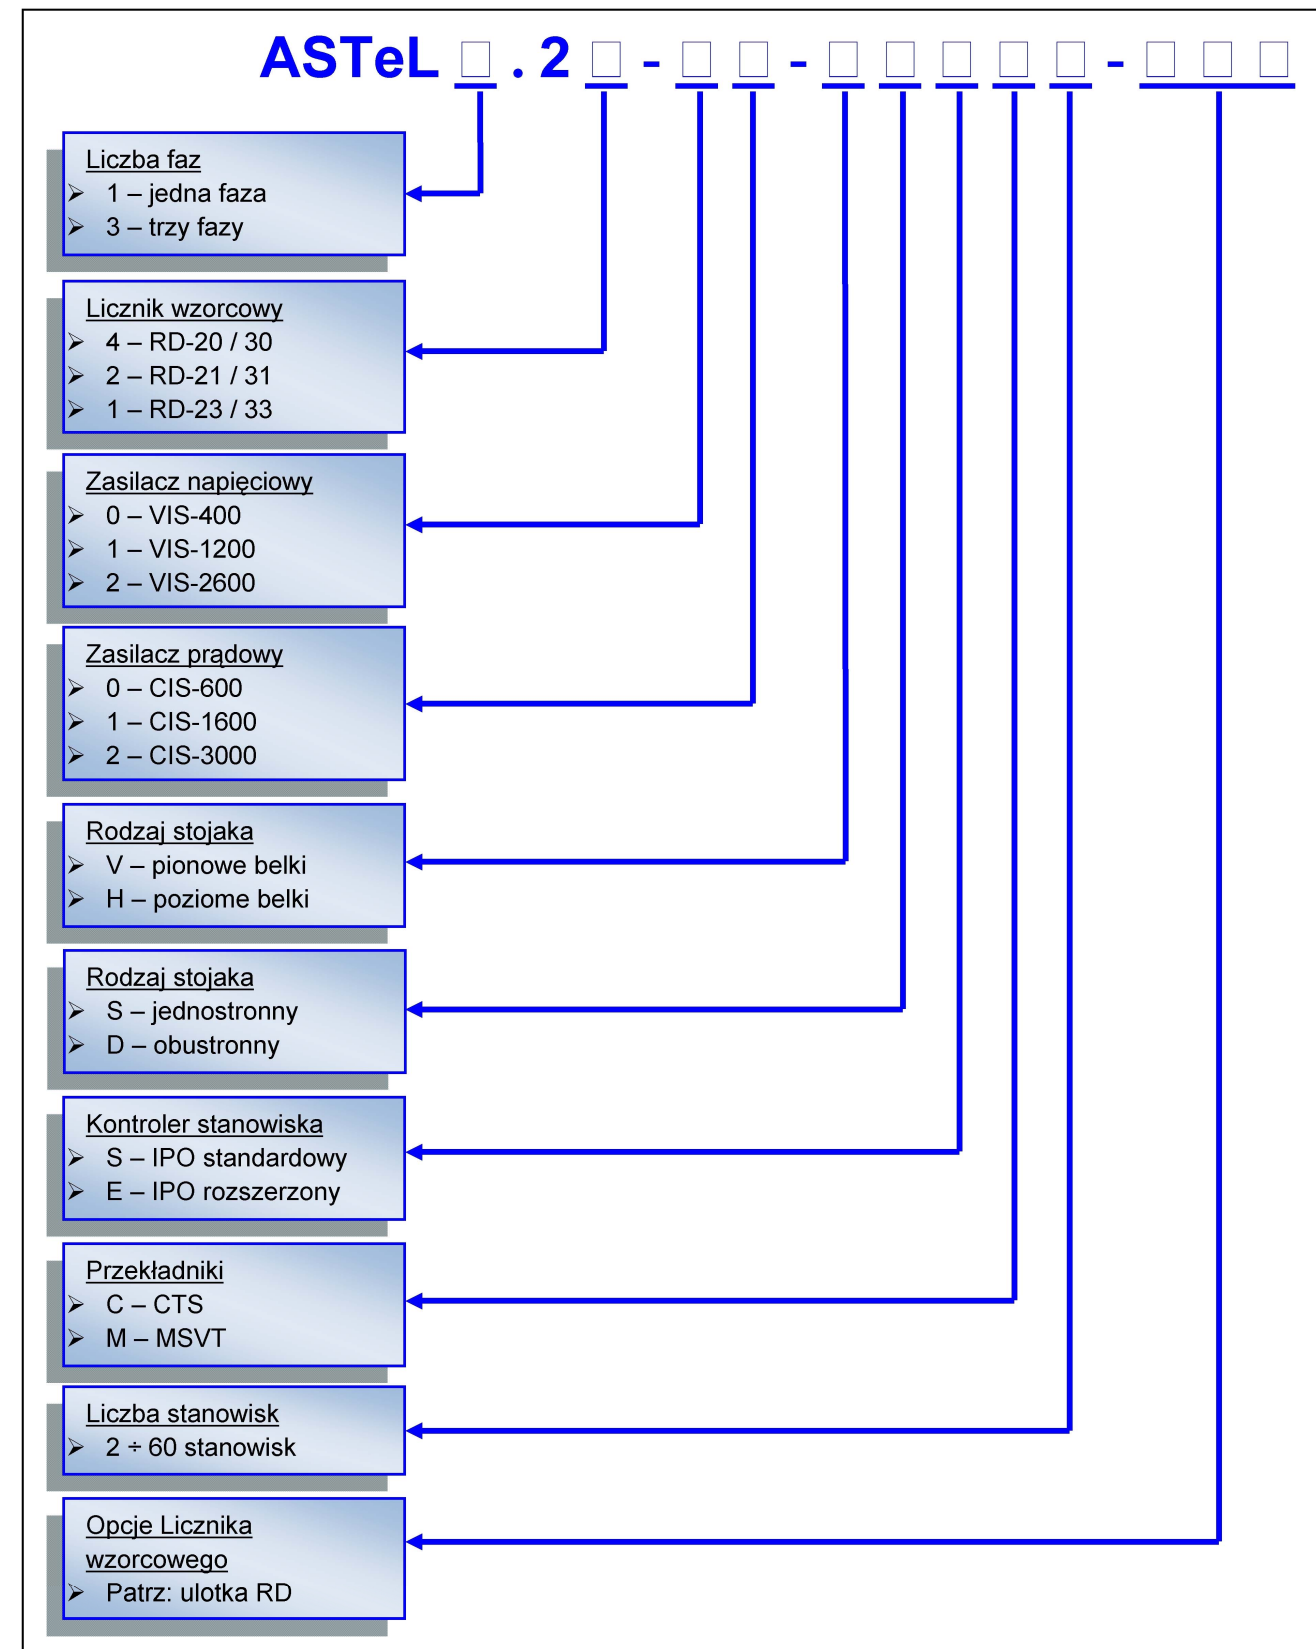 ASTeL □ . 2 □ - □ □ - □ □ □ □ □ - □ □ □
Liczba faz
➢ 1 – jedna faza
➢ 3 – trzy fazy
Licznik wzorcowy
➢ 4 – RD-20 / 30
➢ 2 – RD-21 / 31
➢ 1 – RD-23 / 33
Zasilacz napięciowy
➢ 0 – VIS-400
➢ 1 – VIS-1200
➢ 2 – VIS-2600
Zasilacz prądowy
➢ 0 – CIS-600
➢ 1 – CIS-1600
➢ 2 – CIS-3000
Rodzaj stojaka
➢ V – pionowe belki
➢ H – poziome belki
Rodzaj stojaka
➢ S – jednostronny
➢ D – obustronny
Kontroler stanowiska
➢ S – IPO standardowy
➢ E – IPO rozszerzony
Przekładniki
➢ C – CTS
➢ M – MSVT
Liczba stanowisk
➢ 2 ÷ 60 stanowisk
Opcje Licznika
wzorcowego
➢ Patrz: ulotka RD